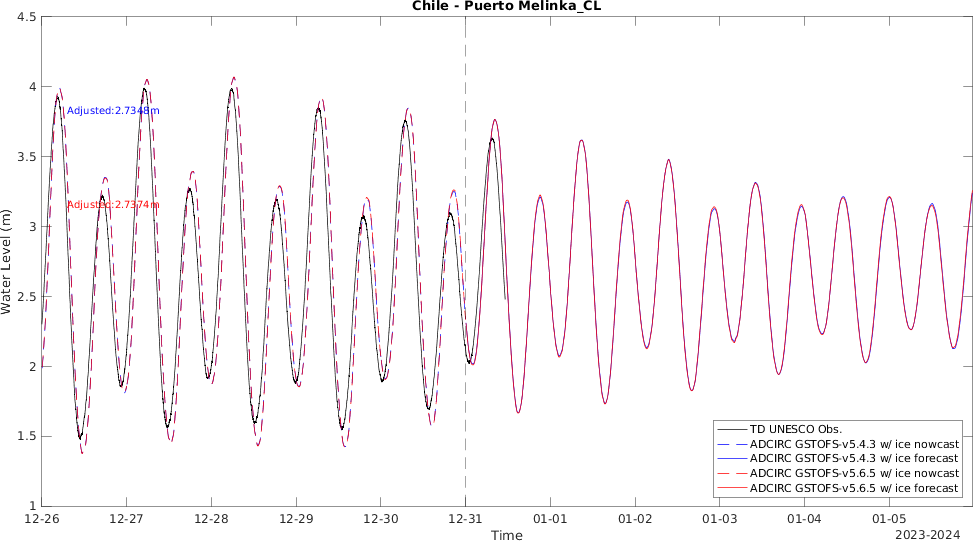 Chile - Puerto Melinka_CL
4.5
4
3.5
3
2.5
2
1.5
1
Water Level (m)
Adjusted:2.7348m
Adjusted:2.7374m
TD UNESCO Obs.
ADCIRC GSTOFS-v5.4.3 w/ ice nowcast
ADCIRC GSTOFS-v5.4.3 w/ ice forecast
ADCIRC GSTOFS-v5.6.5 w/ ice nowcast
ADCIRC GSTOFS-v5.6.5 w/ ice forecast
12-26 12-27 12-28 12-29 12-30 12-31 01-01 01-02 01-03 01-04 01-05
Time
2023-2024